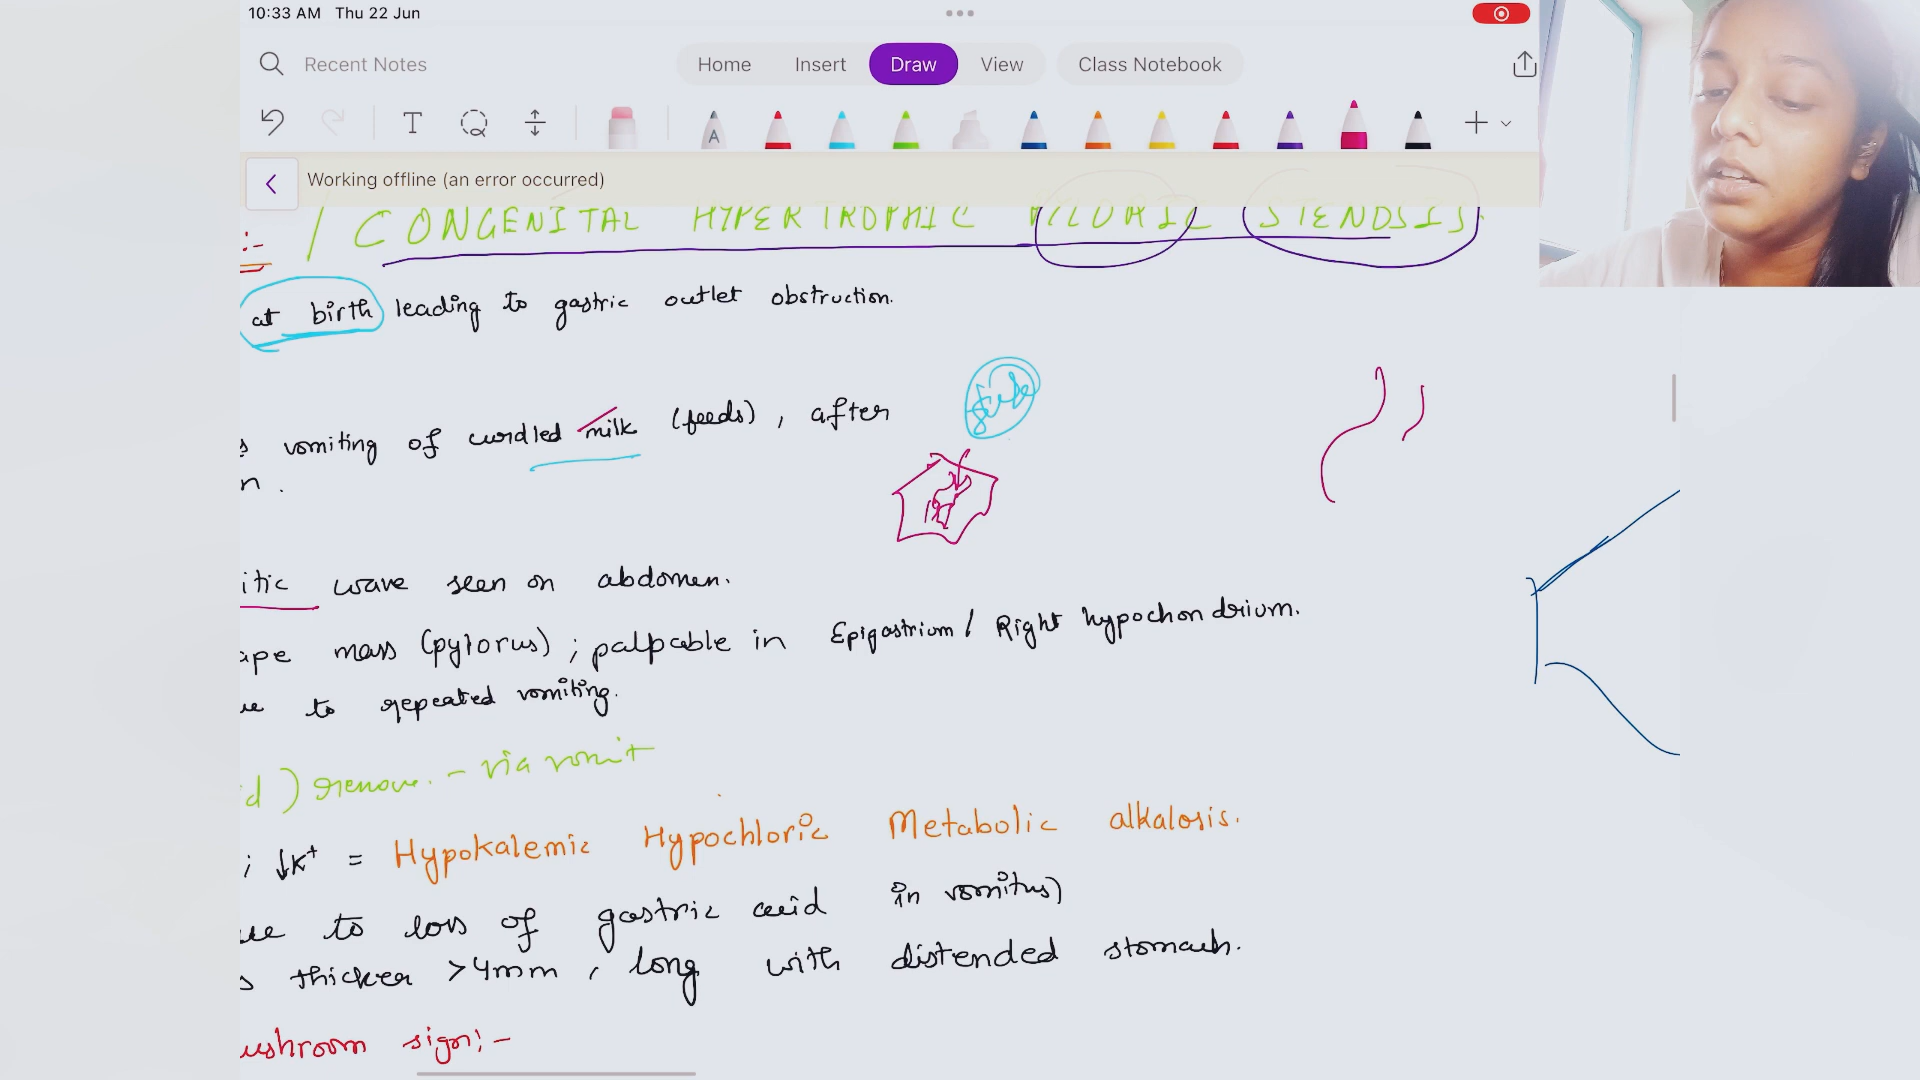 10:33 AM Thu 22 Jun
Recent Notes
Home Insert Draw View Class Notebook
T
A
Working offline (an error occurred)
:- / CONGENITAL HYPERTROPHIC PYLORIC STENOSIS.
at birth leading to gastric outlet obstruction.
s vomiting of curdled milk (feeds), after
n.
itic wave seen on abdomen.
ape mass (pylorus); palpable in Epigastrium / Right hypochondrium.
ue to repeated vomiting.
d) remove. - via vomit
; ↓K+ = Hypokalemic Hypochloric Metabolic alkalosis.
ue to loss of gastric acid in vomitus)
s thicker >4mm, long with distended stomach.
ushroom sign:-